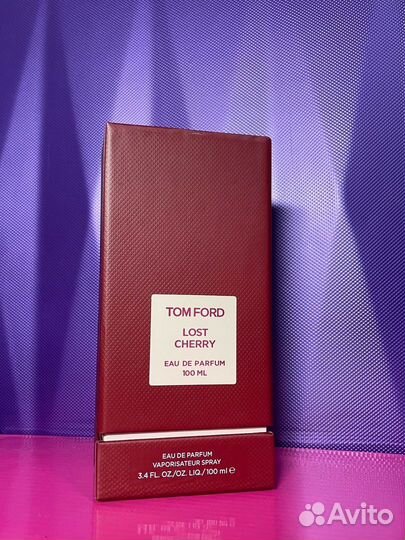 TOM FORD
LOST
CHERRY
EAU DE PARFUM
100 ML
EAU DE PARFUM
VAPORISATEUR SPRAY
3.4 FL. OZ./OZ. LIQ./100 ml ℮
Avito